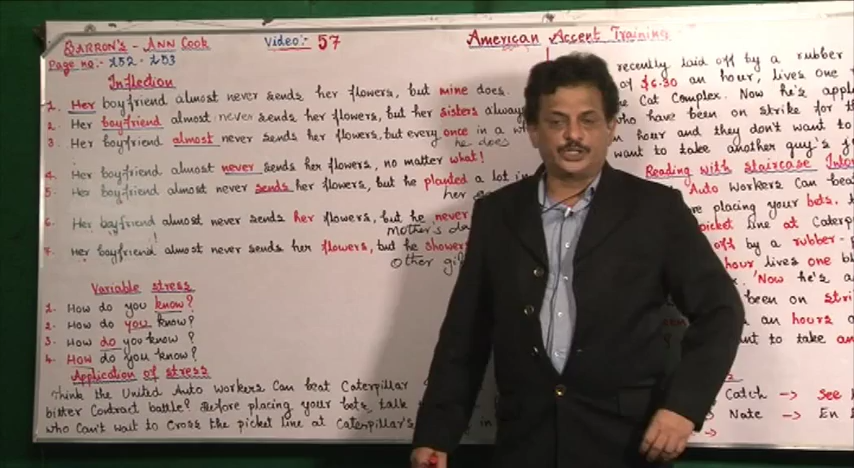 BARRON'S - ANN COOK
Video:- 57
American Accent Training
Page no:- 152 - 153
Inflection
1. Her boyfriend almost never sends her flowers, but mine does.
2. Her boyfriend almost never sends her flowers, but her sisters always
3. Her boyfriend almost never sends her flowers, but every once in a
he does
4. Her boyfriend almost never sends her flowers, no matter what!
5. Her boyfriend almost never sends her flowers, but he planted a lot in
her
6. Her boyfriend almost never sends her flowers, but he never
Mother's
7. Her boyfriend almost never sends her flowers, but he showers
other
Variable stress
1. How do you know?
2. How do you know?
3. How do you know?
4. How do you know?
Application of stress
Think the United Auto Workers can beat Caterpillar
bitter contract battle? Before placing your bets, talk
who can't wait to cross the picket line at Caterpillar's in
recently laid off by a rubber
of $6.30 an hour, lives one
Cat Complex. Now he's
who have been on strike for
hour and they don't want to
want to take another guy's
Reading with staircase
Auto Workers can
placing your bets.
picket line at
off by a rubber-
hour lives one
Now he's
been on
an hours
to take
Catch -> See
Nate -> En
->